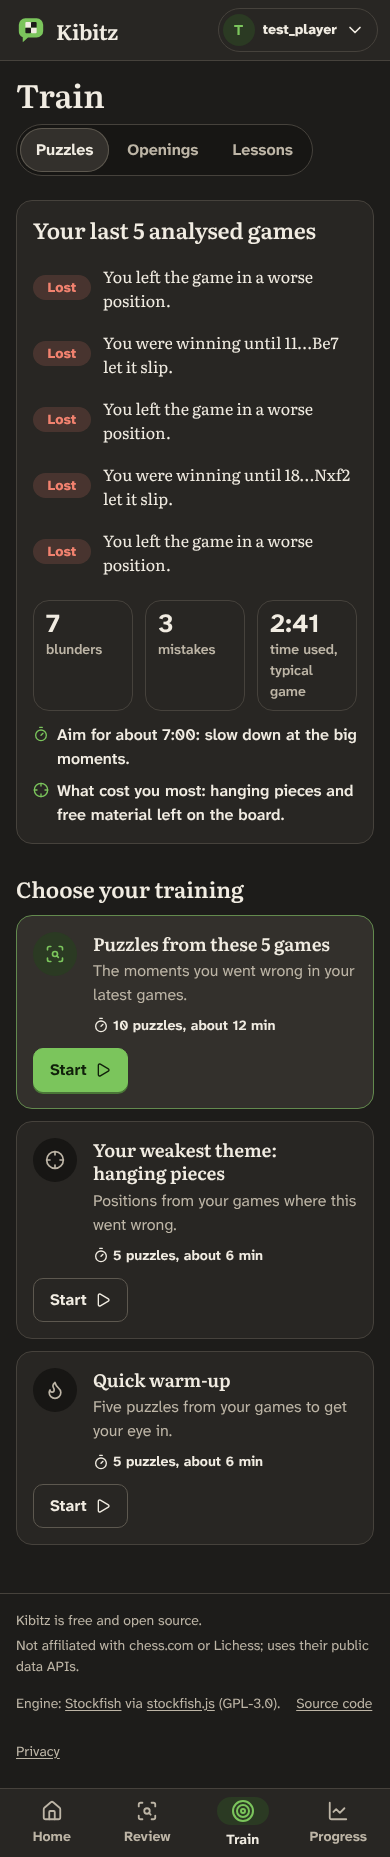 Kibitz
T test_player
Train
Puzzles Openings Lessons
Your last 5 analysed games
Lost You left the game in a worse
position.
Lost You were winning until 11...Be7
let it slip.
Lost You left the game in a worse
position.
Lost You were winning until 18...Nxf2
let it slip.
Lost You left the game in a worse
position.
7 3 2:41
blunders mistakes time used,
typical
game
Aim for about 7:00: slow down at the big
moments.
What cost you most: hanging pieces and
free material left on the board.
Choose your training
Puzzles from these 5 games
The moments you went wrong in your
latest games.
10 puzzles, about 12 min
Start
Your weakest theme:
hanging pieces
Positions from your games where this
went wrong.
5 puzzles, about 6 min
Start
Quick warm-up
Five puzzles from your games to get
your eye in.
5 puzzles, about 6 min
Start
Kibitz is free and open source.
Not affiliated with chess.com or Lichess; uses their public
data APIs.
Engine: Stockfish via stockfish.js (GPL-3.0). Source code
Privacy
Home Review Train Progress